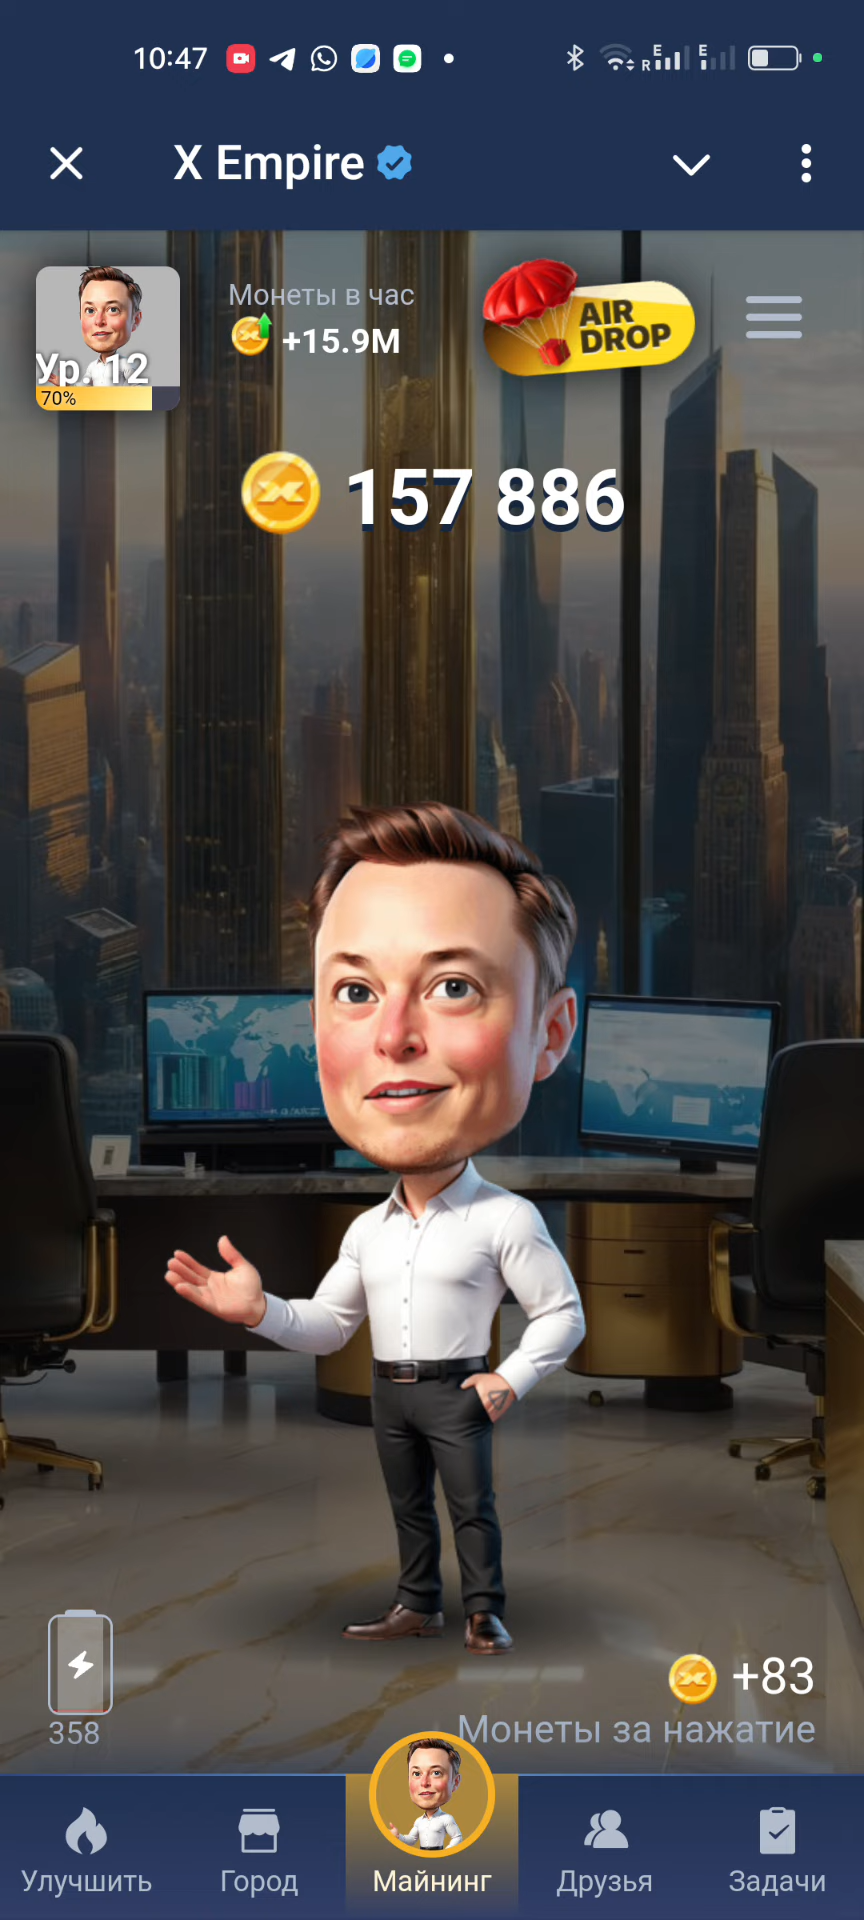 10:47
R E E
X Empire
Монеты в час
+15.9M
AIR
DROP
Ур. 12
70%
157 886
358
+83
Монеты за нажатие
Улучшить
Город
Майнинг
Друзья
Задачи